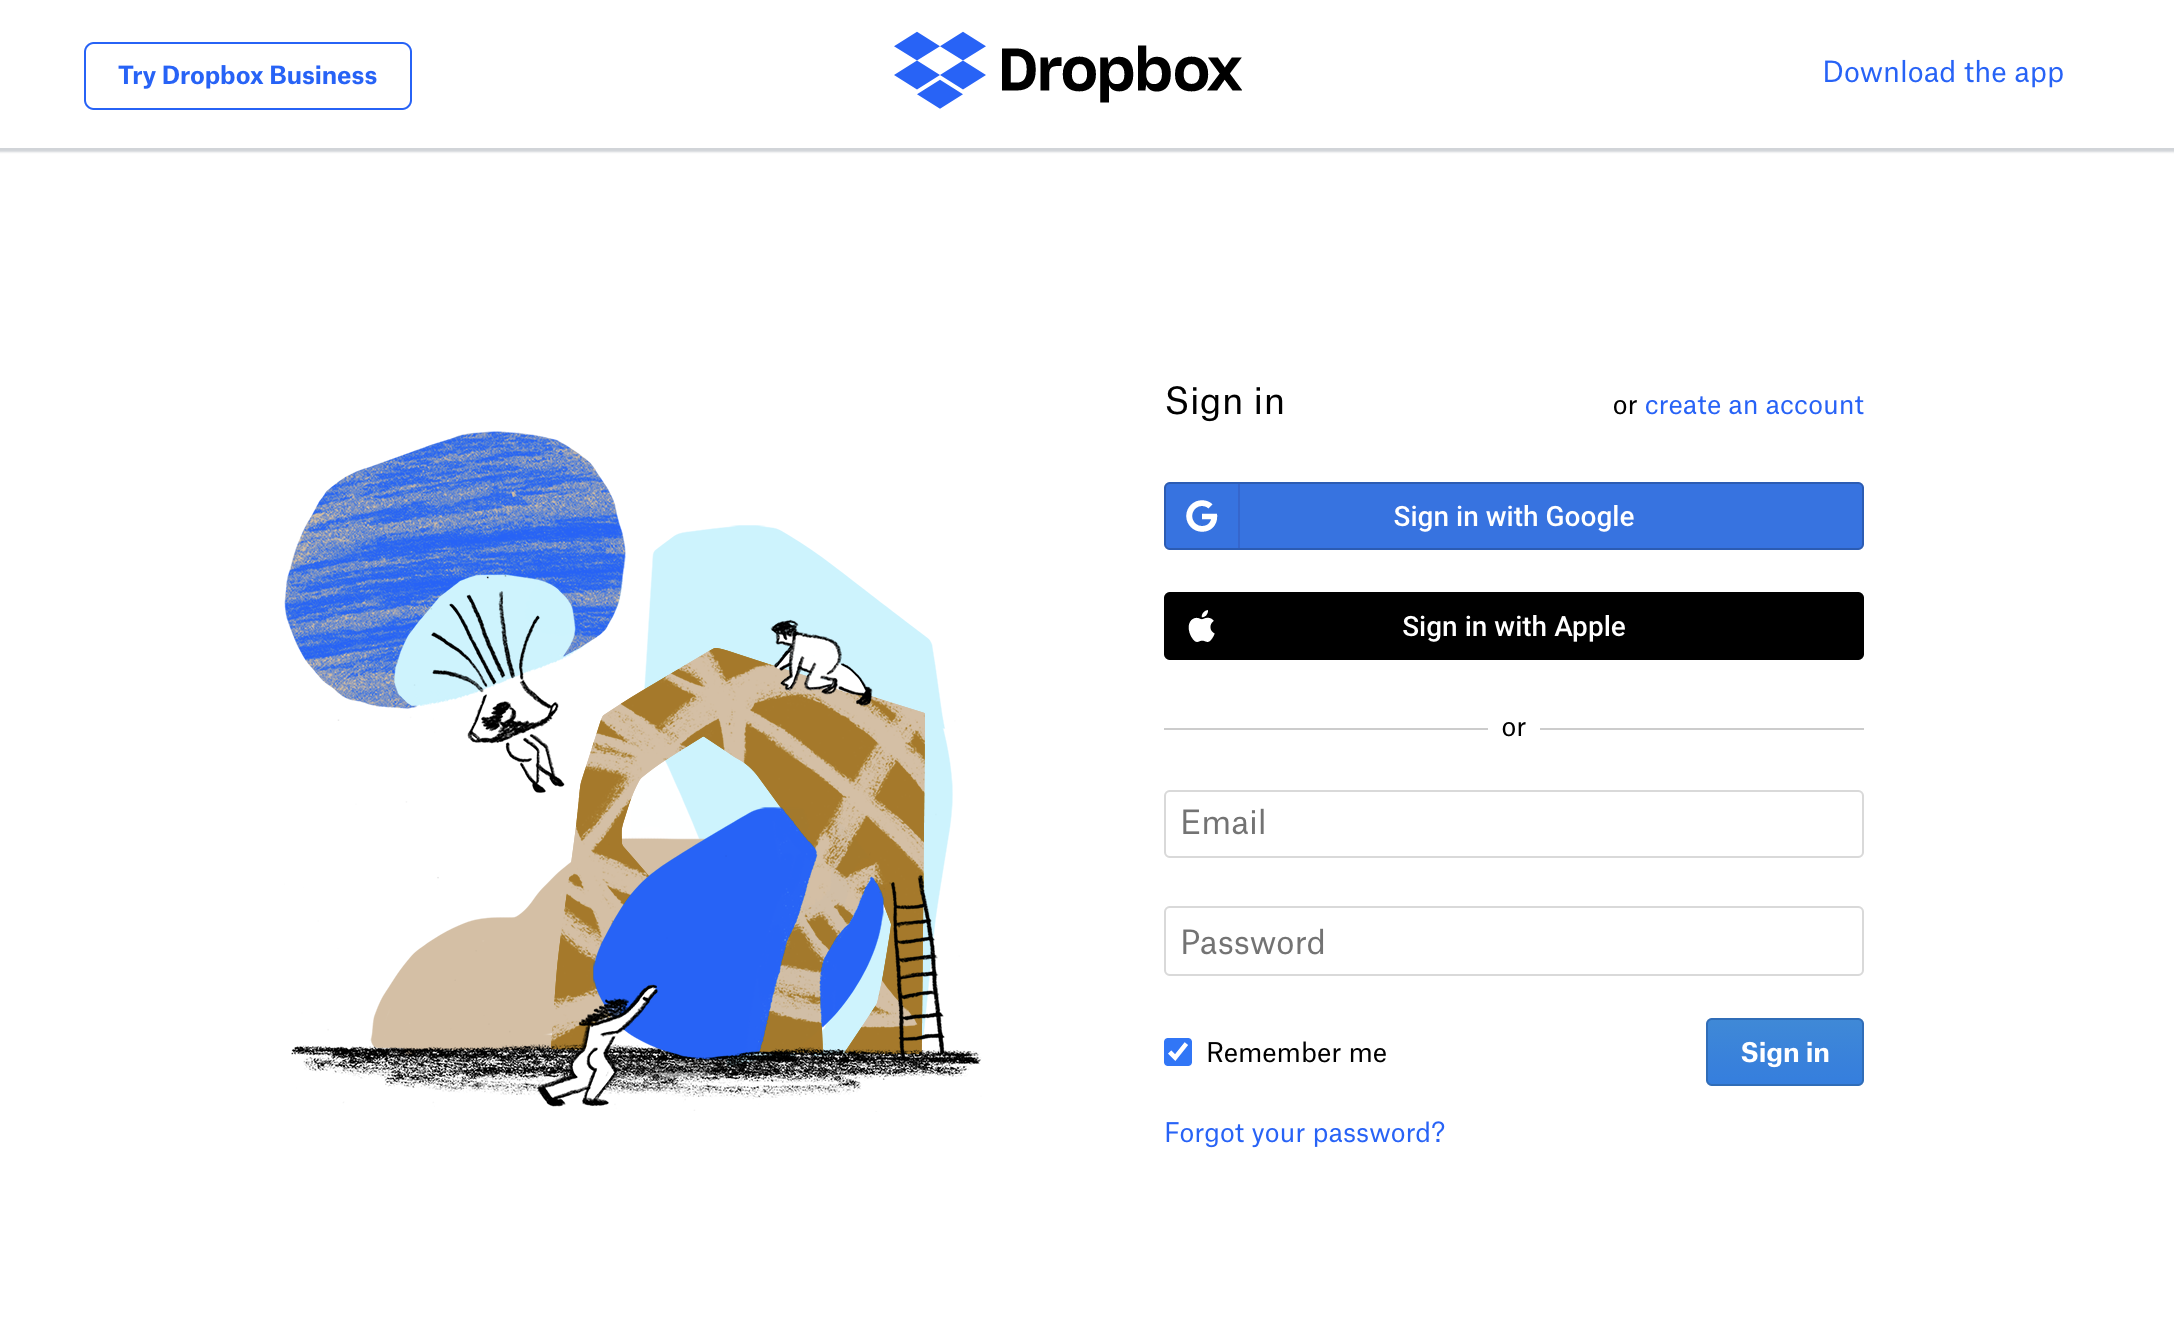 Try Dropbox Business
Dropbox
Download the app
Sign in
or create an account
Sign in with Google
Sign in with Apple
or
Email
Password
Remember me
Sign in
Forgot your password?